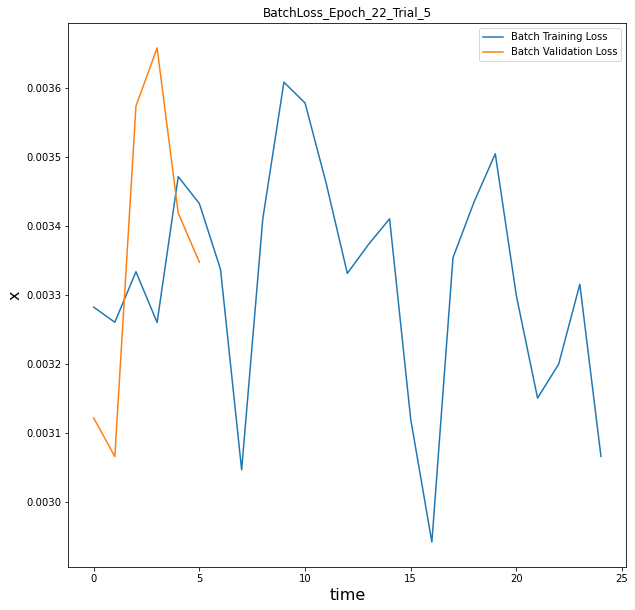 BatchLoss_Epoch_22_Trial_5
Batch Training Loss
Batch Validation Loss
0.0036
0.0035
0.0034
0.0033
0.0032
0.0031
0.0030
x
0
5
10
15
20
25
time